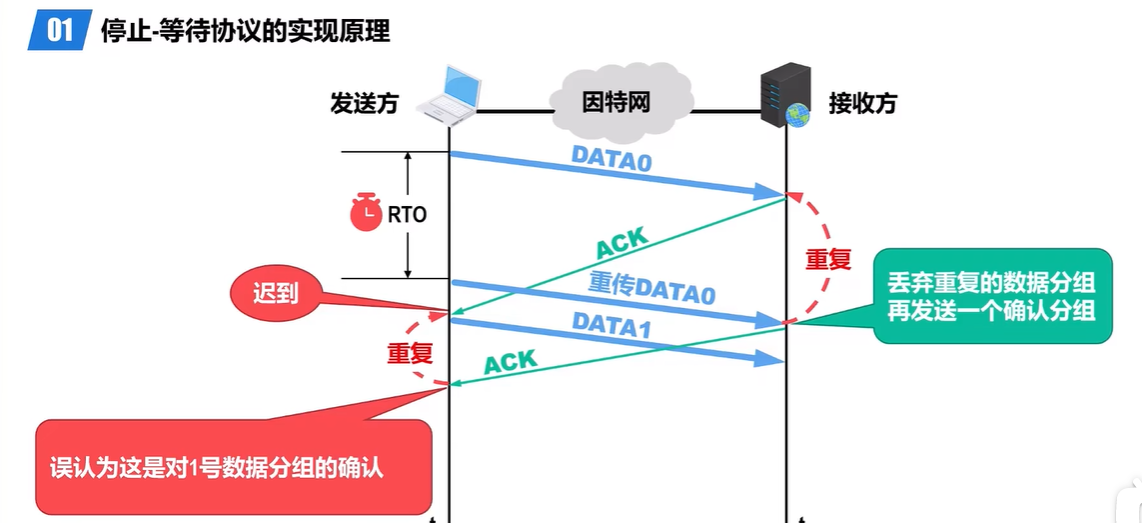 01 停止-等待协议的实现原理
发送方
因特网
接收方
DATA0
RTO
ACK
重复
迟到
重传DATA0
丢弃重复的数据分组
再发送一个确认分组
DATA1
重复
ACK
误认为这是对1号数据分组的确认